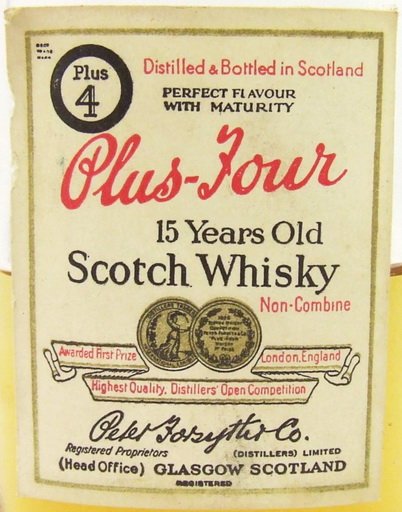 Plus
4
Distilled & Bottled in Scotland
PERFECT FLAVOUR
WITH MATURITY
Plus-Four
15 Years Old
Scotch Whisky
Non-Combine
Awarded First Prize
London, England
Highest Quality, Distillers' Open Competition
Peter Forsyth & Co.
Registered Proprietors
(DISTILLERS) LIMITED
(Head Office) GLASGOW SCOTLAND
REGISTERED